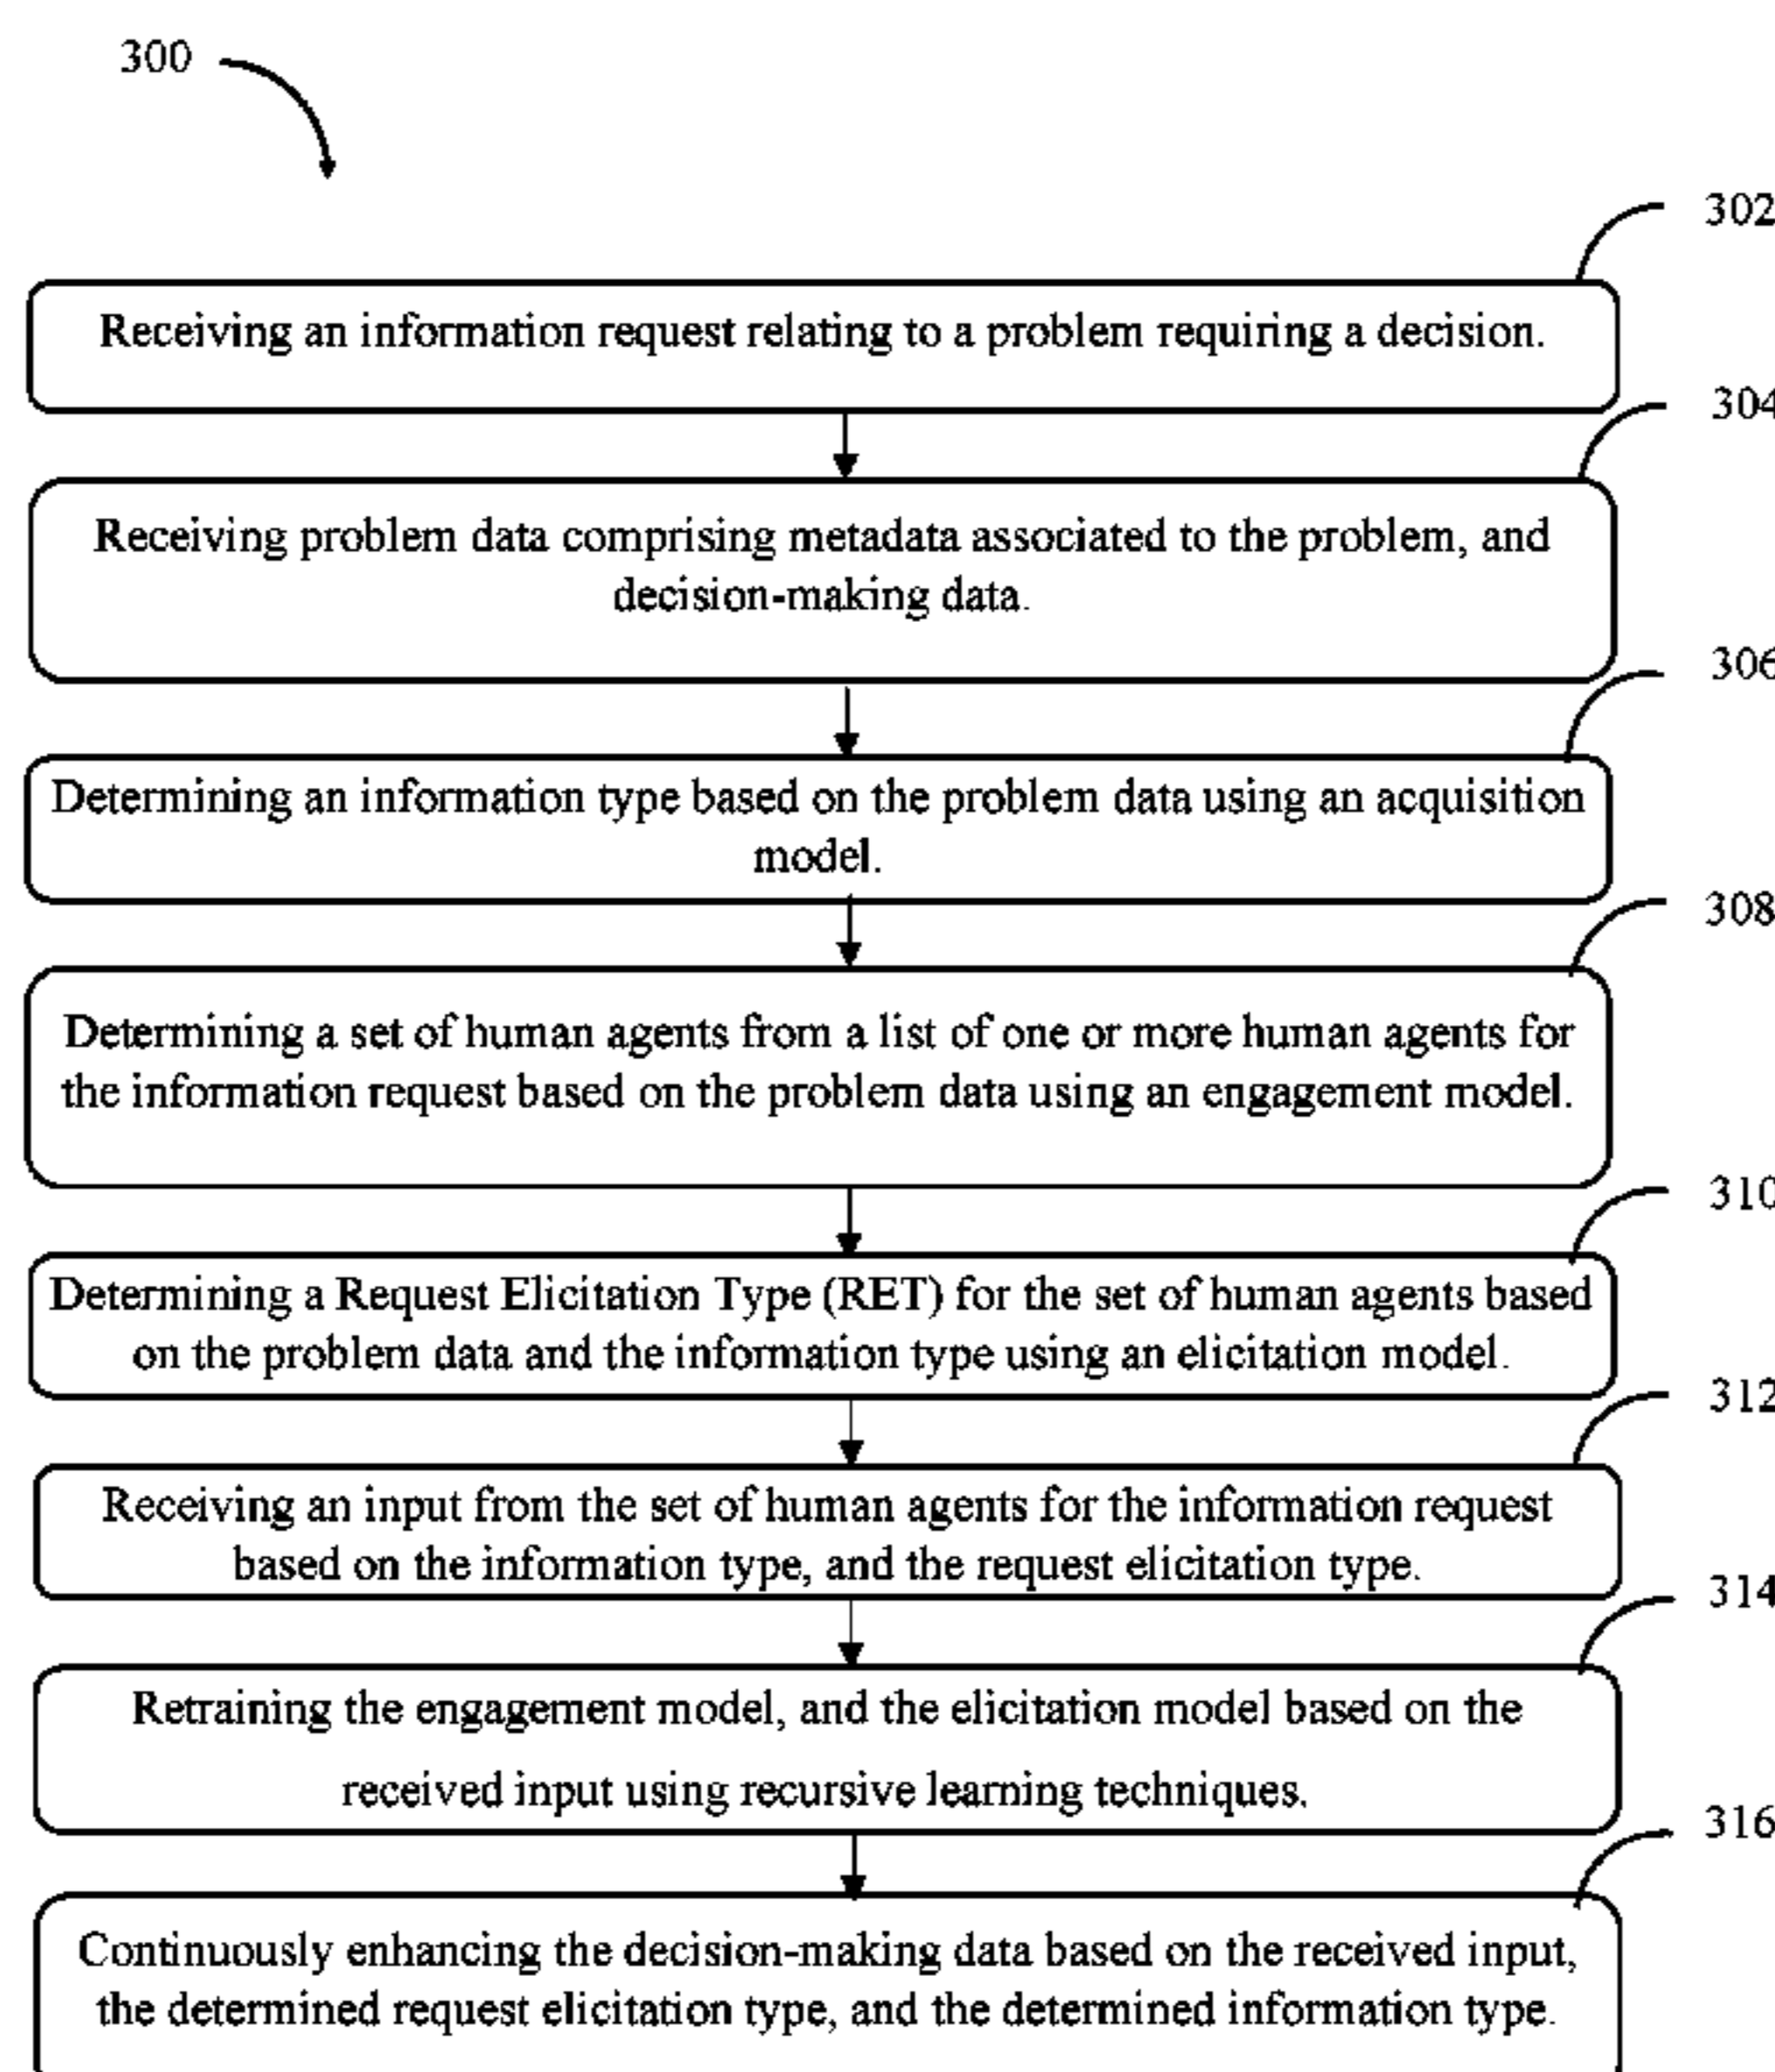 300
302
Receiving an information request relating to a problem requiring a decision.
304
Receiving problem data comprising metadata associated to the problem, and
decision-making data.
306
Determining an information type based on the problem data using an acquisition
model.
308
Determining a set of human agents from a list of one or more human agents for
the information request based on the problem data using an engagement model.
310
Determining a Request Elicitation Type (RET) for the set of human agents based
on the problem data and the information type using an elicitation model.
312
Receiving an input from the set of human agents for the information request
based on the information type, and the request elicitation type.
314
Retraining the engagement model, and the elicitation model based on the
received input using recursive learning techniques.
316
Continuously enhancing the decision-making data based on the received input,
the determined request elicitation type, and the determined information type.